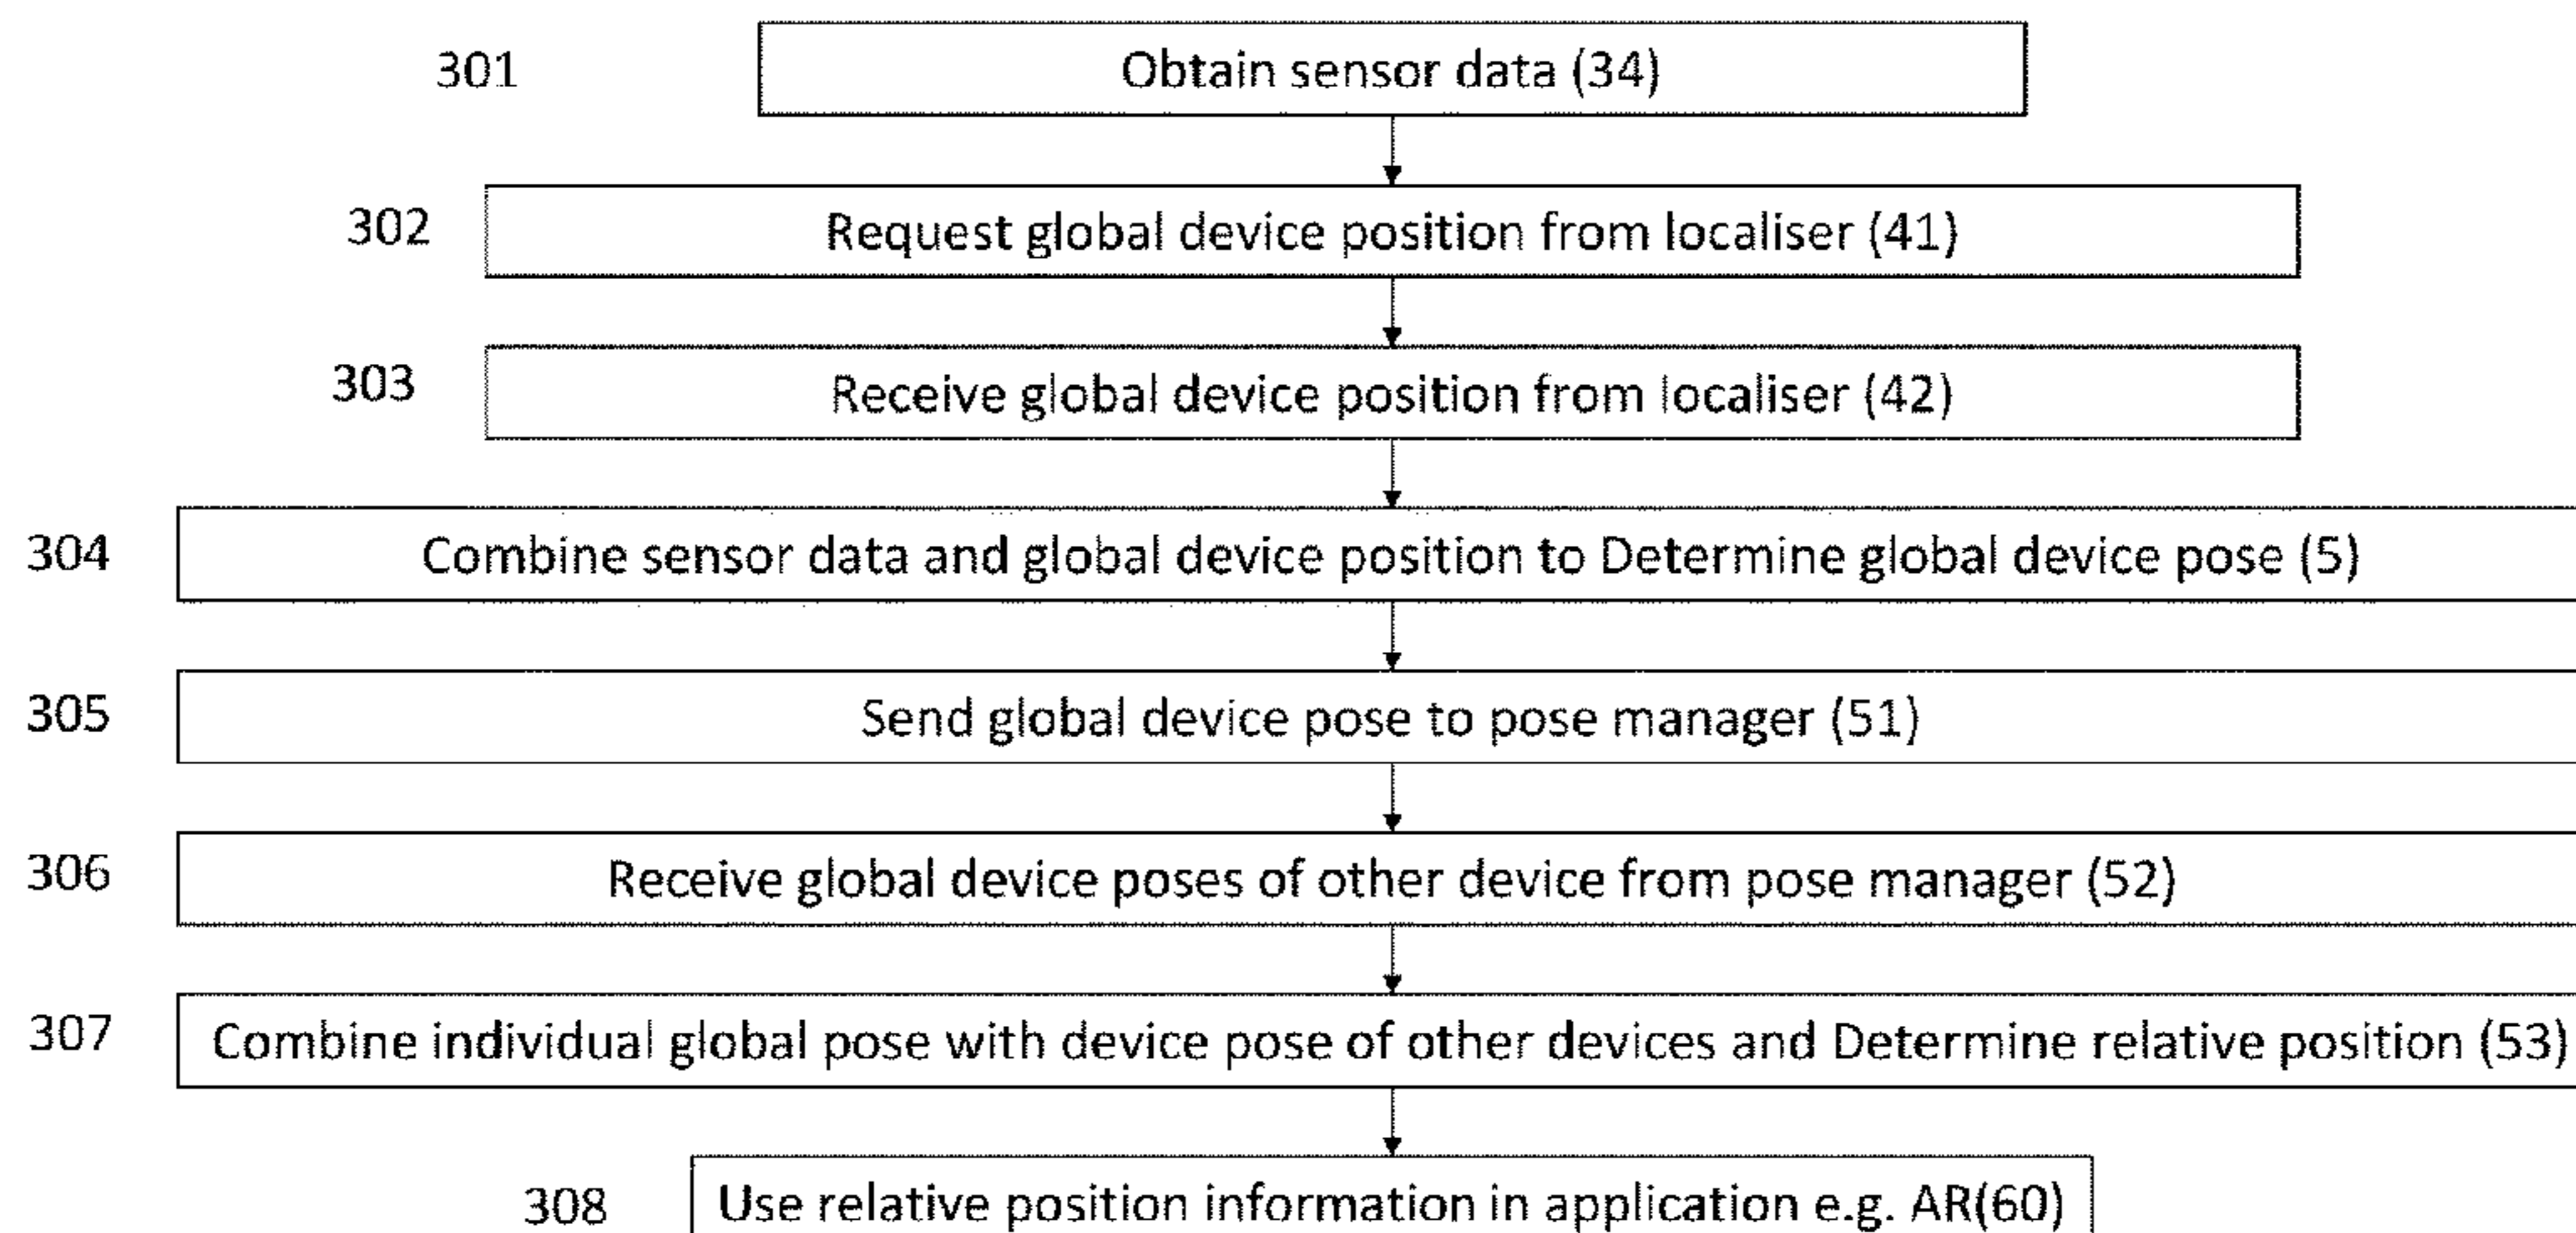 301 Obtain sensor data (34)
302 Request global device position from localiser (41)
303 Receive global device position from localiser (42)
304 Combine sensor data and global device position to Determine global device pose (5)
305 Send global device pose to pose manager (51)
306 Receive global device poses of other device from pose manager (52)
307 Combine individual global pose with device pose of other devices and Determine relative position (53)
308 Use relative position information in application e.g. AR(60)